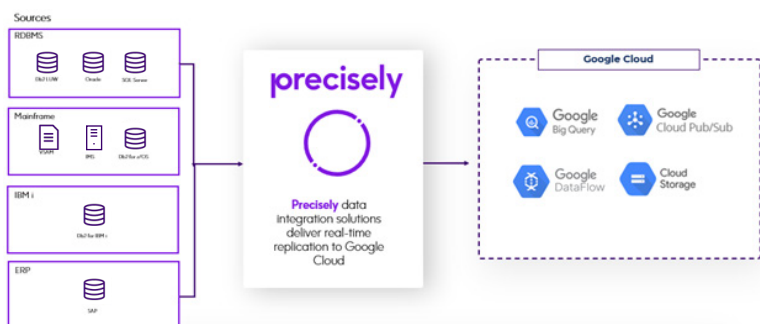 Sources
RDBMS
Db2 LUW
Oracle
SQL Server
Mainframe
VSAM
IMS
Db2 for z/OS
IBM i
Db2 for IBM i
ERP
SAP
precisely
Precisely data
integration solutions
deliver real-time
replication to Google
Cloud
Google Cloud
Google
Big Query
Google
Cloud Pub/Sub
Google
DataFlow
Cloud
Storage